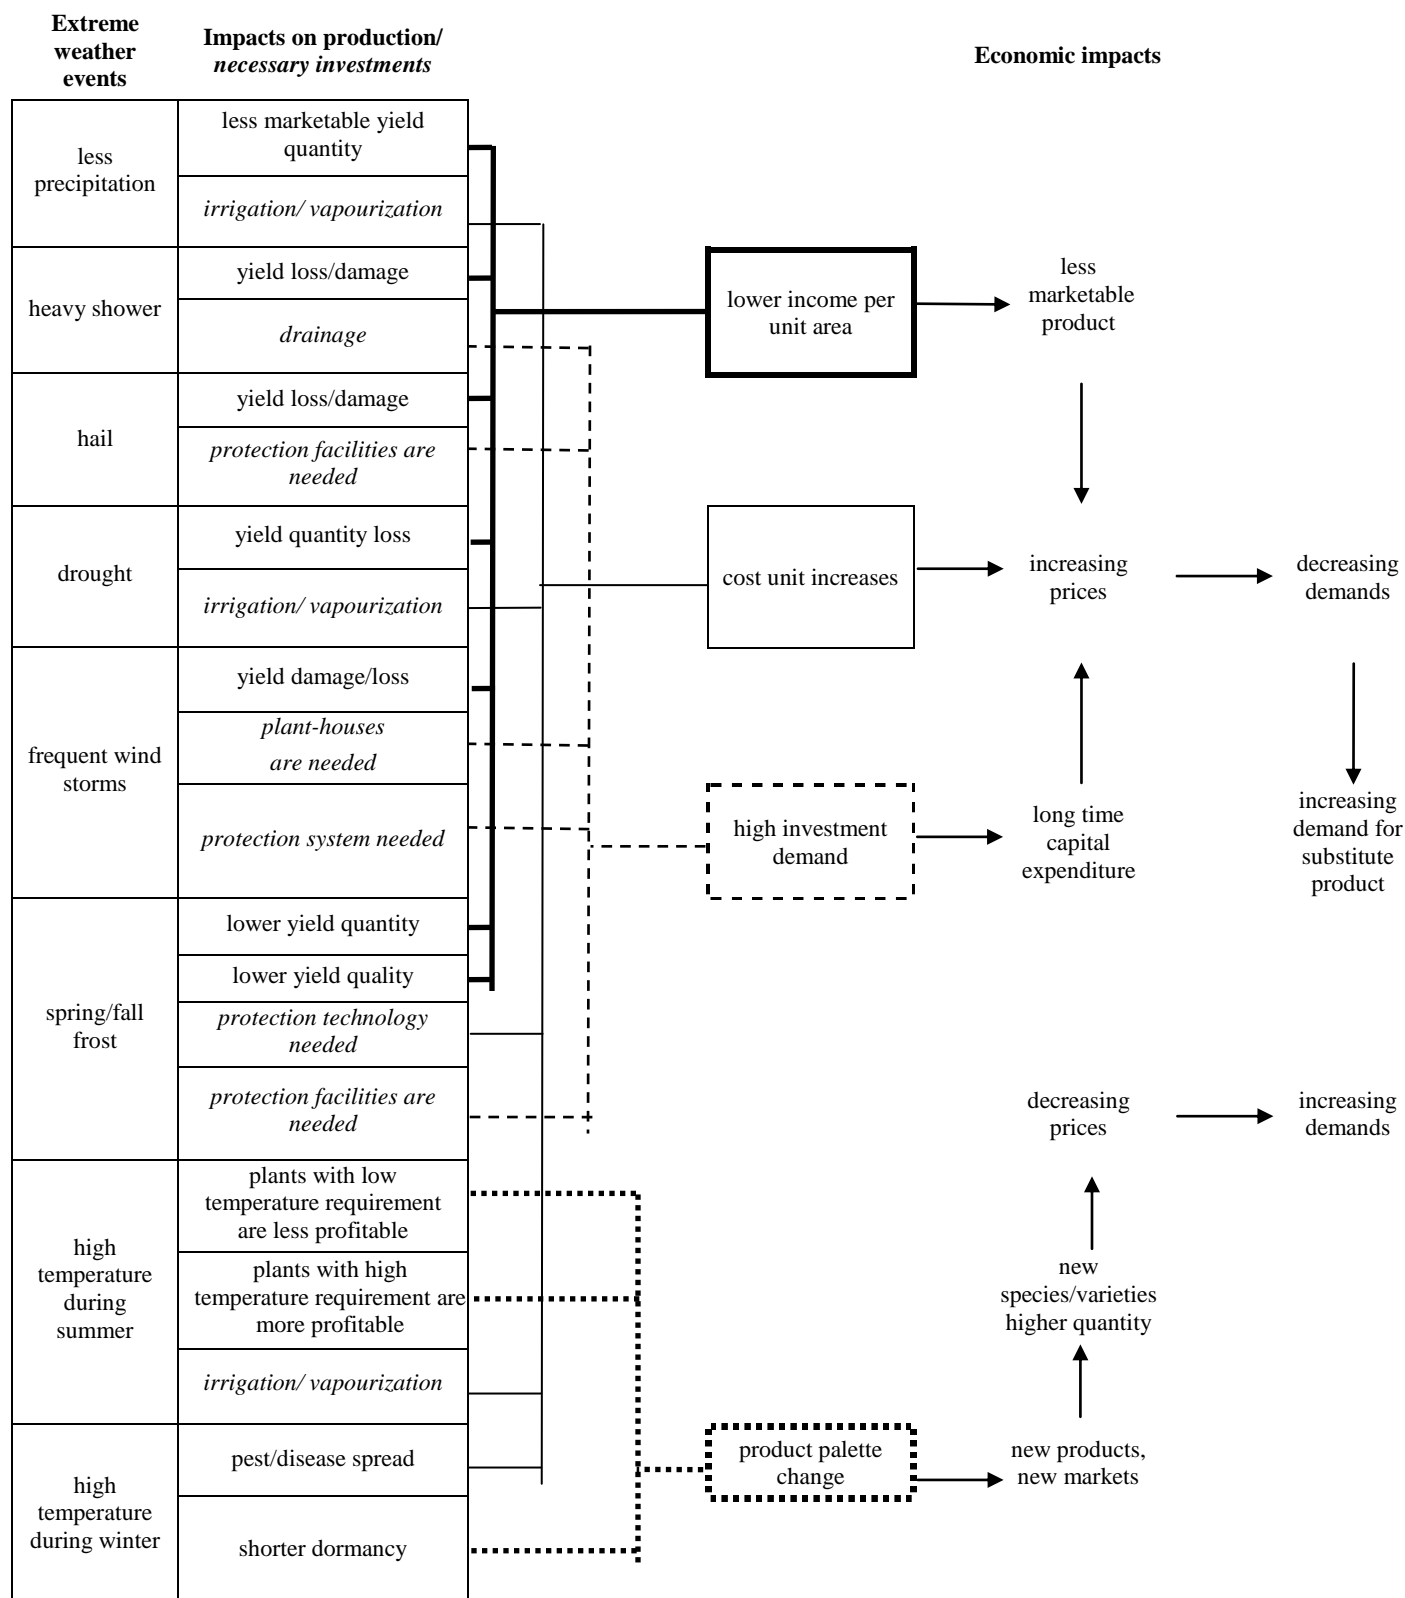 Extreme
weather
events
Impacts on production/
necessary investments
Economic impacts
less
precipitation
less marketable yield
quantity
irrigation/ vapourization
heavy shower
yield loss/damage
drainage
hail
yield loss/damage
protection facilities are
needed
drought
yield quantity loss
irrigation/ vapourization
frequent wind
storms
yield damage/loss
plant-houses
are needed
protection system needed
spring/fall
frost
lower yield quantity
lower yield quality
protection technology
needed
protection facilities are
needed
high
temperature
during
summer
plants with low
temperature requirement
are less profitable
plants with high
temperature requirement are
more profitable
irrigation/ vapourization
high
temperature
during winter
pest/disease spread
shorter dormancy
lower income per
unit area
less
marketable
product
cost unit increases
increasing
prices
decreasing
demands
high investment
demand
long time
capital
expenditure
increasing
demand for
substitute
product
decreasing
prices
increasing
demands
new
species/varieties
higher quantity
product palette
change
new products,
new markets